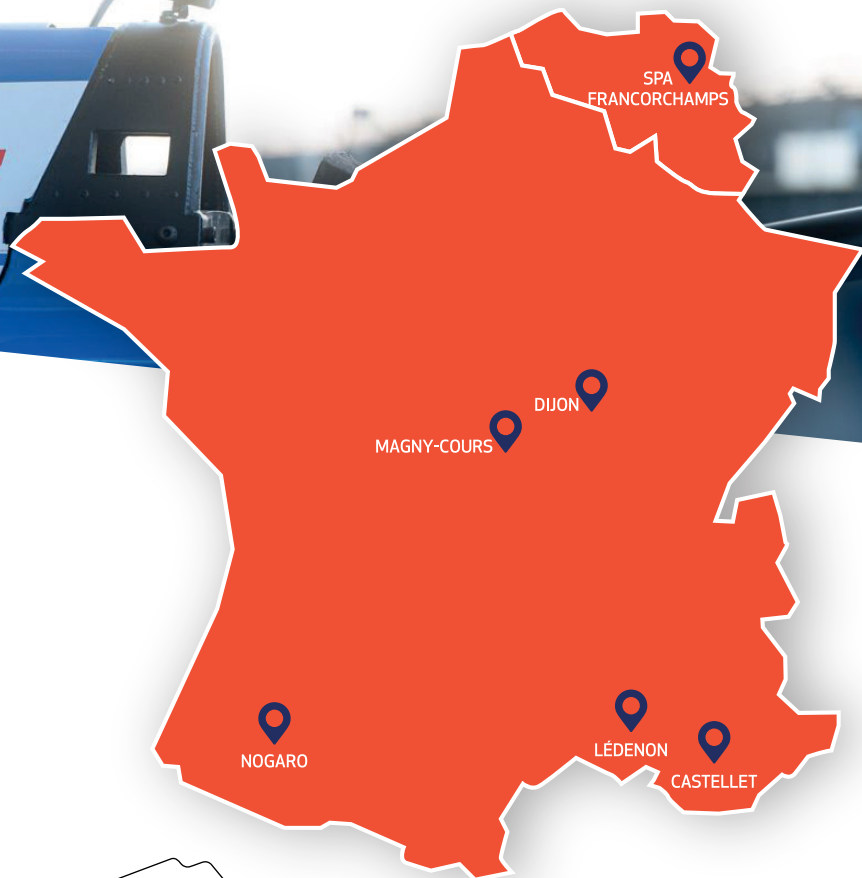 SPA
FRANCORCHAMPS
DIJON
MAGNY-COURS
NOGARO
LÉDENON
CASTELLET